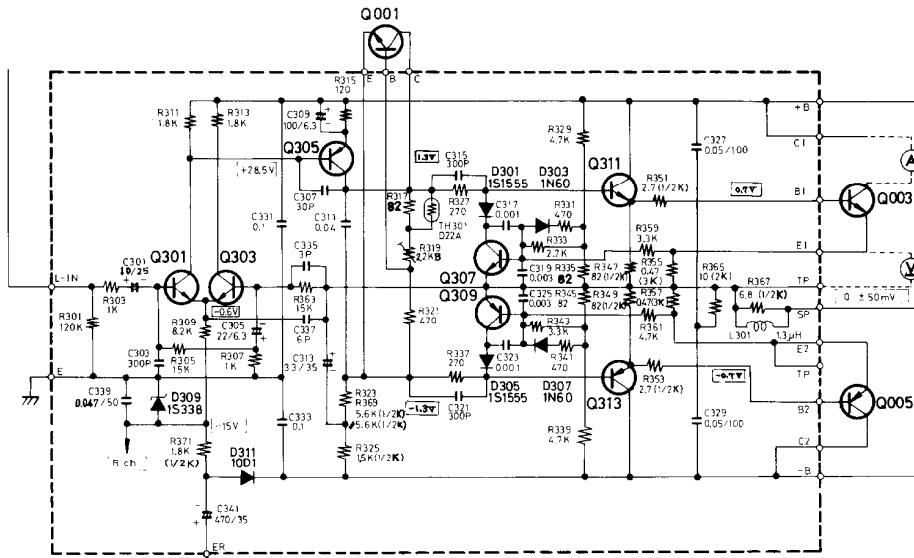 Q001
E B C
R315
120
R311
1.8K
R313
1.8K
C309
100/6.3
Q305
+28.5V
C307
30P
C331
0.1
C311
0.04
1.3V
C315
300P
R317
82
R327
270
TH301
D22A
R319
2.2KB
R321
470
D301
1S1555
D303
1N60
C317
0.001
R331
470
R333
2.7K
Q307
Q309
C319
0.003
R335
82
C325
0.003
R345
82
R343
3.3K
R341
470
C323
0.001
R337
270
C321
300P
-1.3V
D305
1S1555
D307
1N60
R329
4.7K
R339
4.7K
Q311
Q313
R347
82(1/2K)
R349
82(1/2K)
R351
2.7(1/2K)
R353
2.7(1/2K)
0.7V
-0.7V
R359
3.3K
R355
0.47
(3K)
R357
0.47(3K)
R361
4.7K
C327
0.05/100
C329
0.05/100
R365
10(2K)
R367
6.8(1/2K)
L301
1.3μH
0 ±50mV
+B
C1
B1
E1
TP
SP
E2
TP
B2
C2
-B
A
V
Q003
Q005
L-IN
R303
1K
C301
10/25
Q301
Q303
-0.6V
R301
120K
C303
300P
R305
15K
R307
1K
R309
8.2K
C305
22/6.3
C335
3P
R363
15K
C337
6P
C313
3.3/35
E
C339
0.047/50
D309
1S338
-15V
R ch
R371
1.8K
(1/2K)
D311
10D1
C333
0.1
R323
R369
5.6K(1/2K)
5.6K(1/2K)
R325
1.5K(1/2K)
C341
470/35
ER